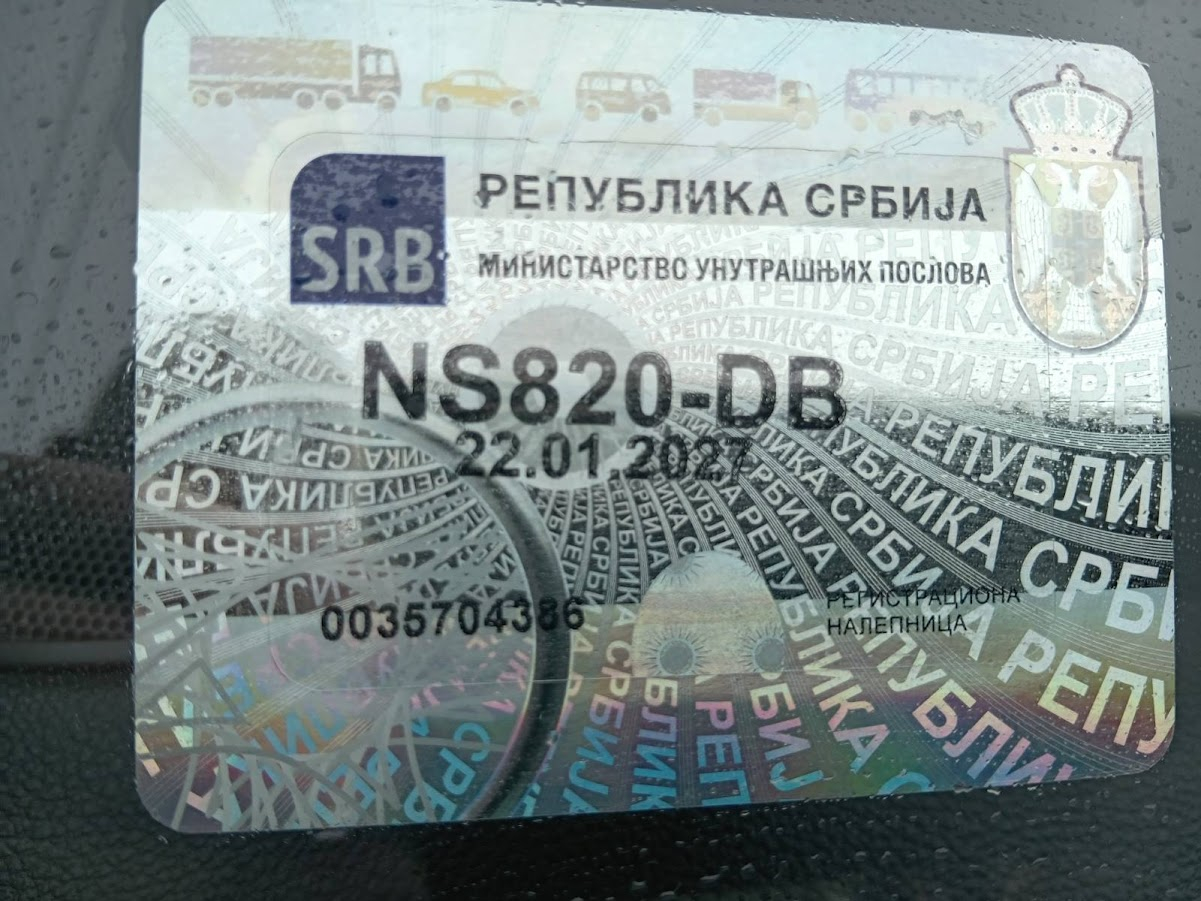 SRB
РЕПУБЛИКА СРБИЈА
МИНИСТАРСТВО УНУТРАШЊИХ ПОСЛОВА
NS820-DB
22.01.2027
0035704386
РЕГИСТРАЦИОНА
НАЛЕПНИЦА